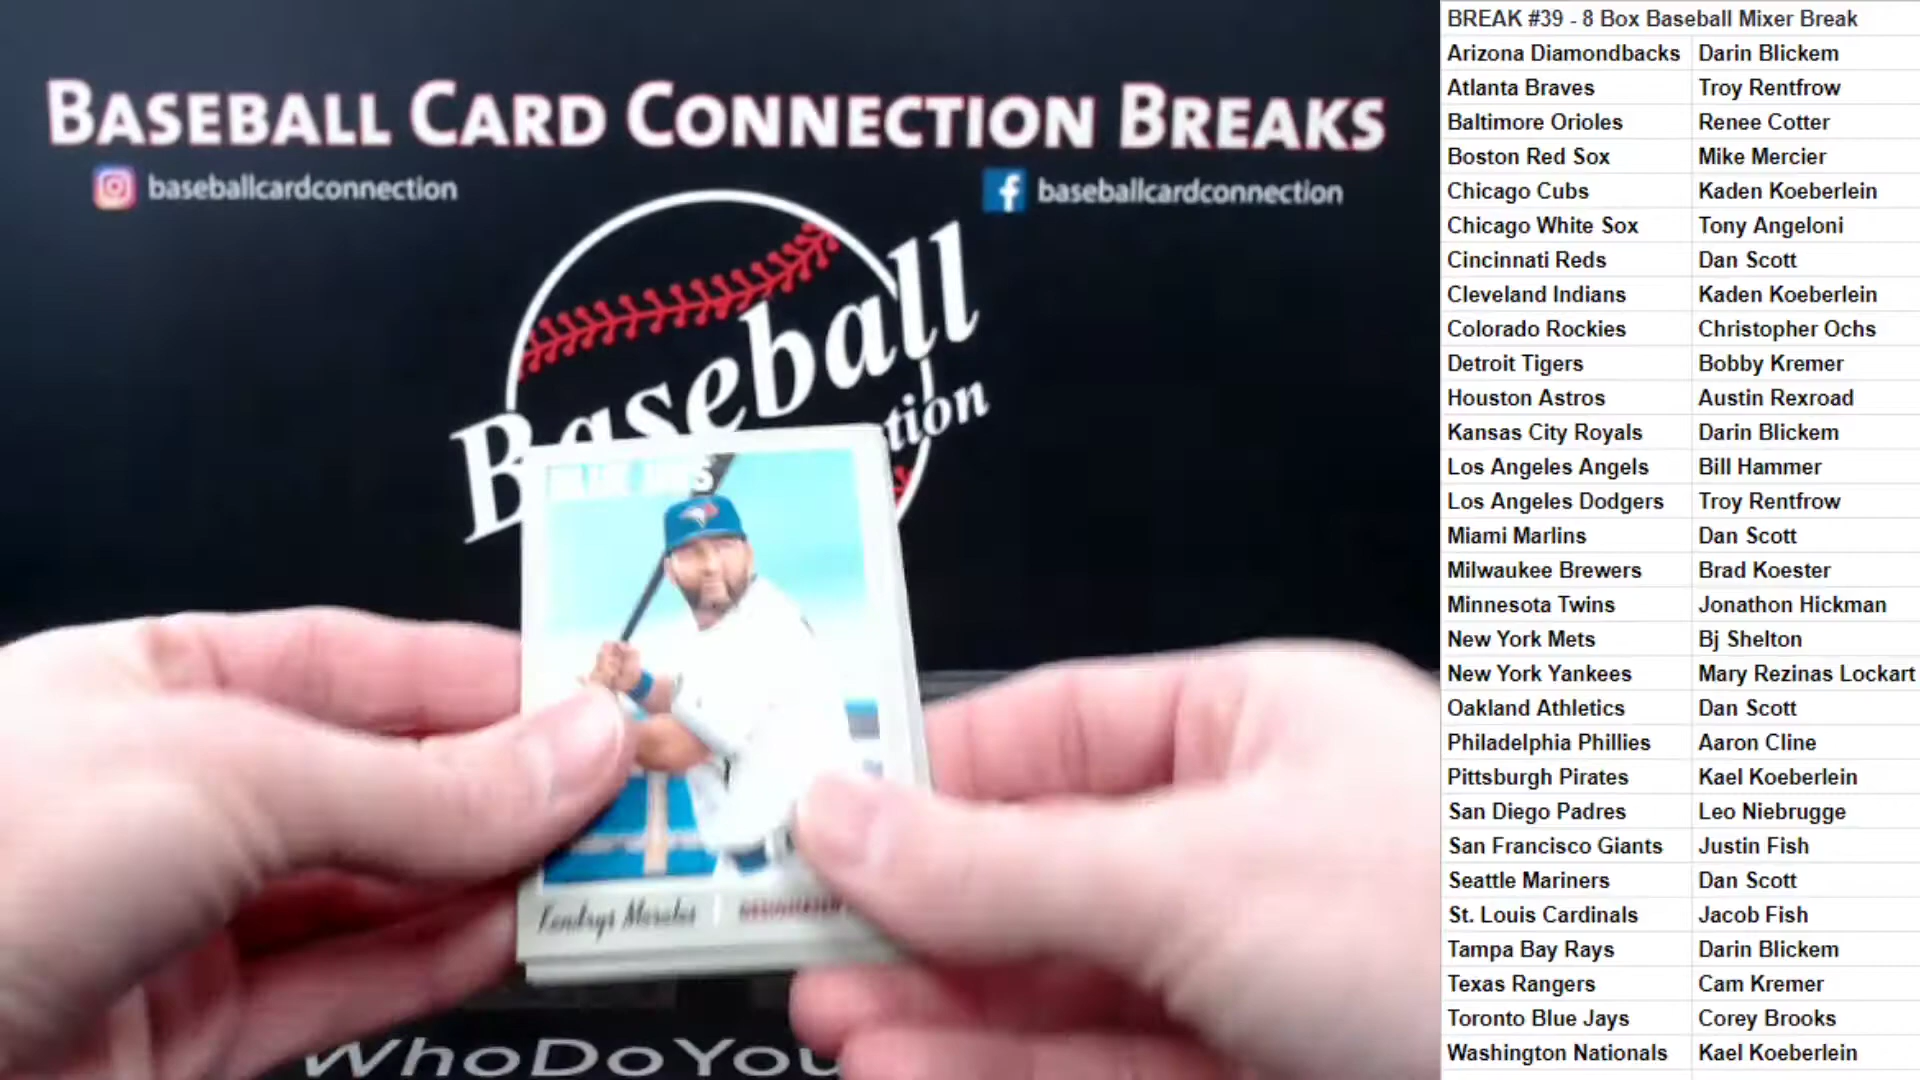 BASEBALL CARD CONNECTION BREAKS
baseballcardconnection
baseballcardconnection
Baseball
tion
Kendrys Morales
WhoDoYou
BREAK #39 - 8 Box Baseball Mixer Break
Arizona Diamondbacks Darin Blickem
Atlanta Braves Troy Rentfrow
Baltimore Orioles Renee Cotter
Boston Red Sox Mike Mercier
Chicago Cubs Kaden Koeberlein
Chicago White Sox Tony Angeloni
Cincinnati Reds Dan Scott
Cleveland Indians Kaden Koeberlein
Colorado Rockies Christopher Ochs
Detroit Tigers Bobby Kremer
Houston Astros Austin Rexroad
Kansas City Royals Darin Blickem
Los Angeles Angels Bill Hammer
Los Angeles Dodgers Troy Rentfrow
Miami Marlins Dan Scott
Milwaukee Brewers Brad Koester
Minnesota Twins Jonathon Hickman
New York Mets Bj Shelton
New York Yankees Mary Rezinas Lockart
Oakland Athletics Dan Scott
Philadelphia Phillies Aaron Cline
Pittsburgh Pirates Kael Koeberlein
San Diego Padres Leo Niebrugge
San Francisco Giants Justin Fish
Seattle Mariners Dan Scott
St. Louis Cardinals Jacob Fish
Tampa Bay Rays Darin Blickem
Texas Rangers Cam Kremer
Toronto Blue Jays Corey Brooks
Washington Nationals Kael Koeberlein